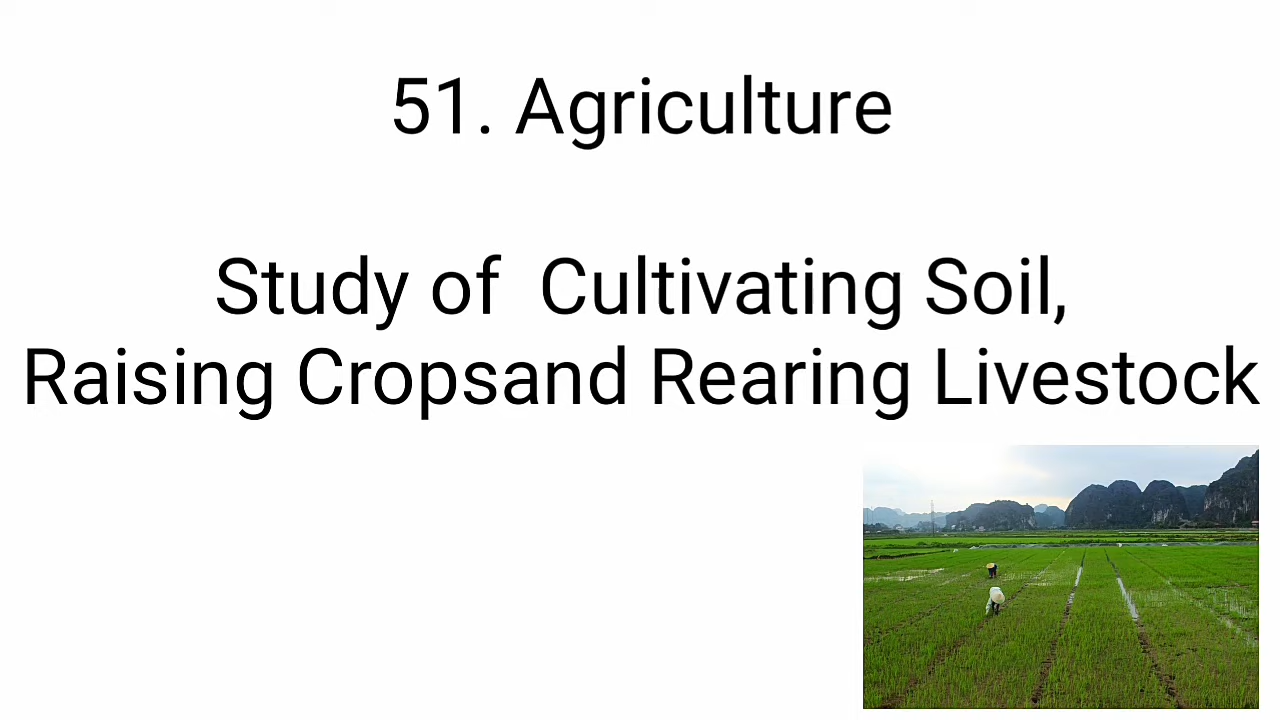 51. Agriculture
Study of  Cultivating Soil,
Raising Cropsand Rearing Livestock